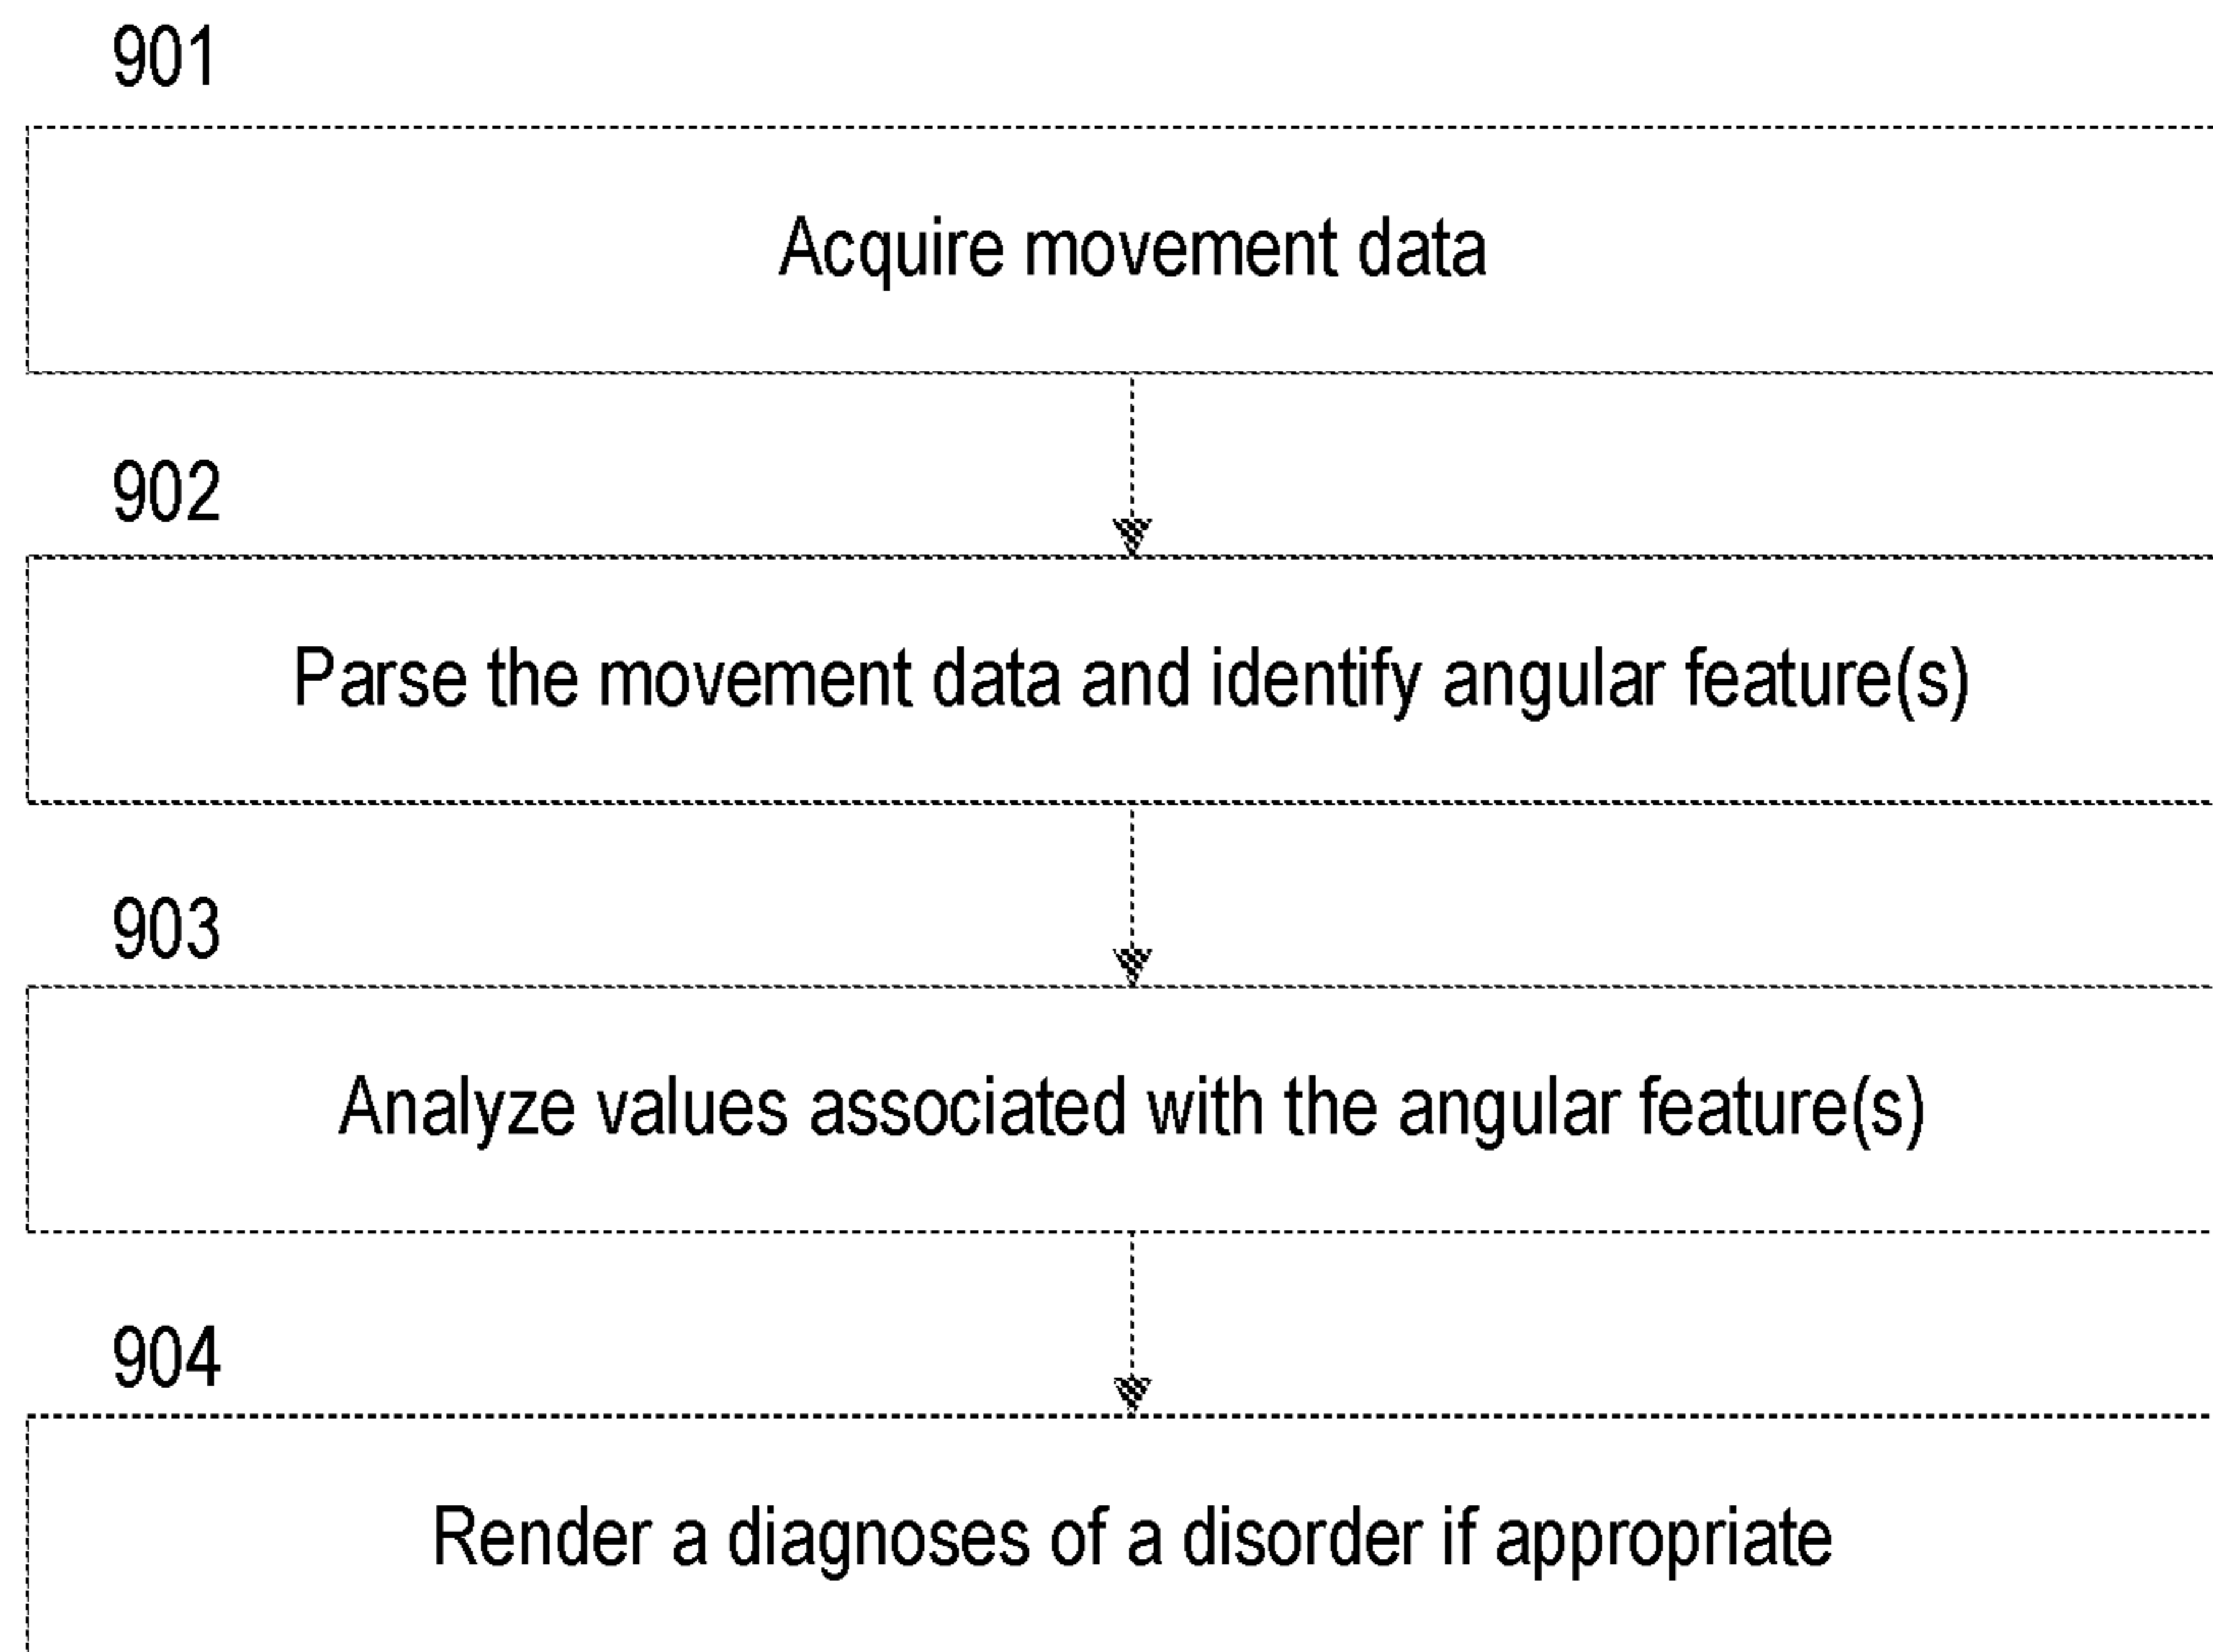 901
Acquire movement data
902
Parse the movement data and identify angular feature(s)
903
Analyze values associated with the angular feature(s)
904
Render a diagnoses of a disorder if appropriate